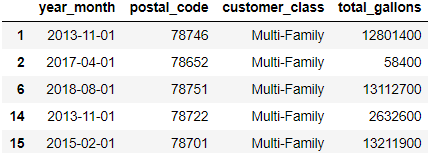 year_month postal_code customer_class total_gallons
1 2013-11-01 78746 Multi-Family 12801400
2 2017-04-01 78652 Multi-Family 58400
6 2018-08-01 78751 Multi-Family 13112700
14 2013-11-01 78722 Multi-Family 2632600
15 2015-02-01 78701 Multi-Family 13211900